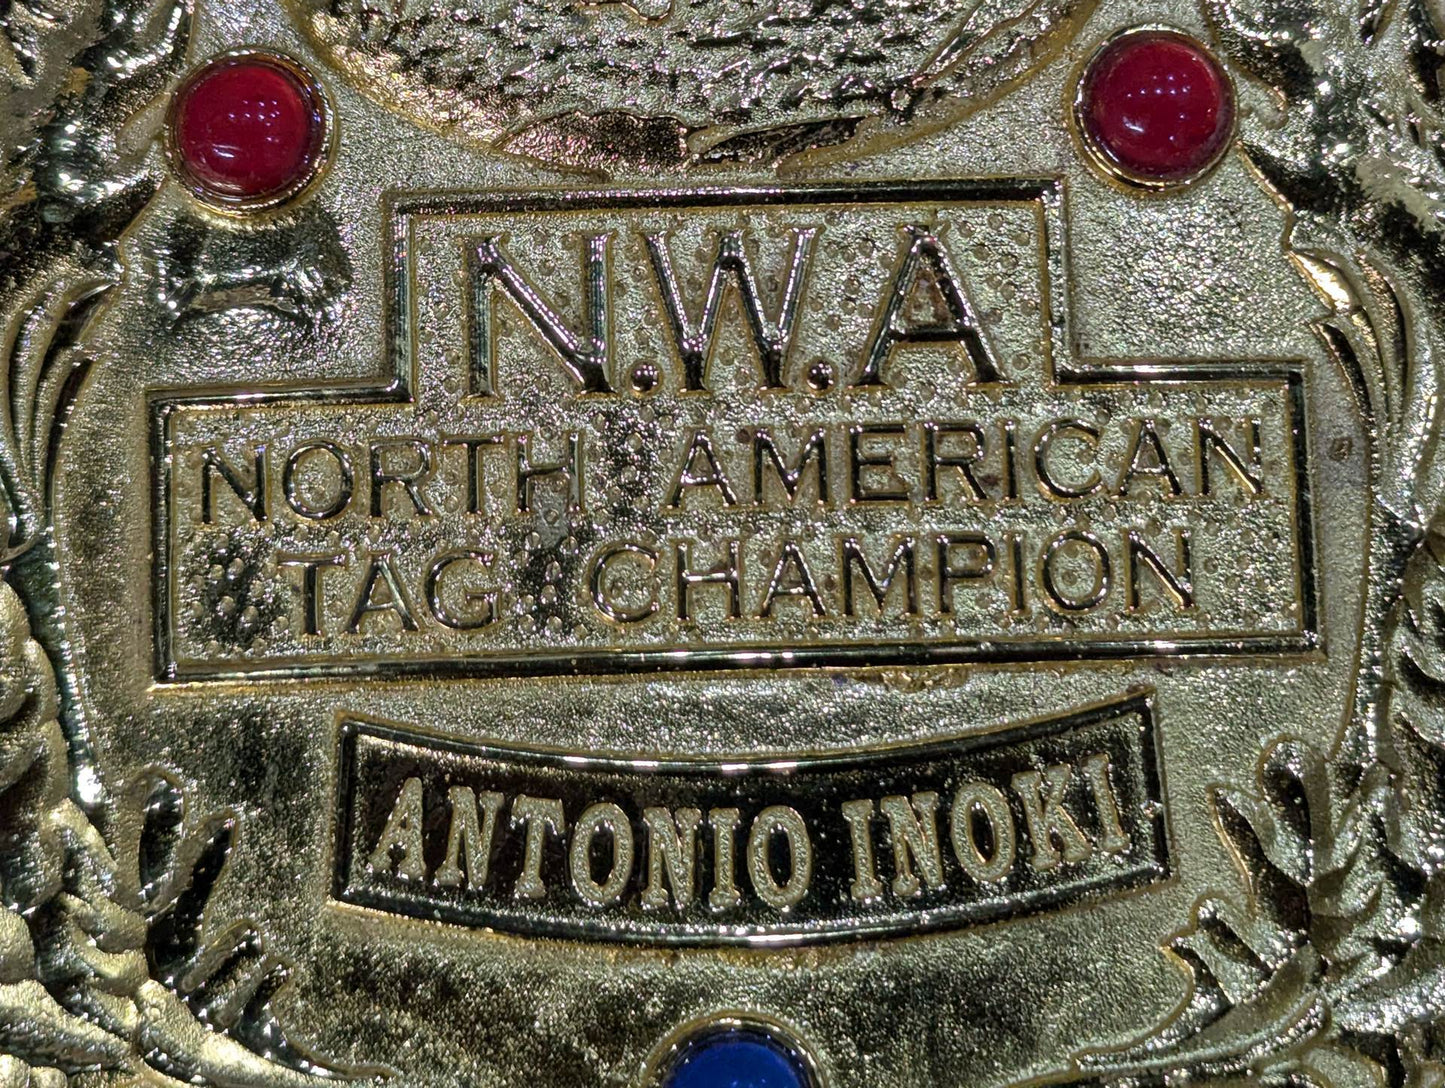 N.W.A
NORTH AMERICAN
TAG CHAMPION
ANTONIO INOKI